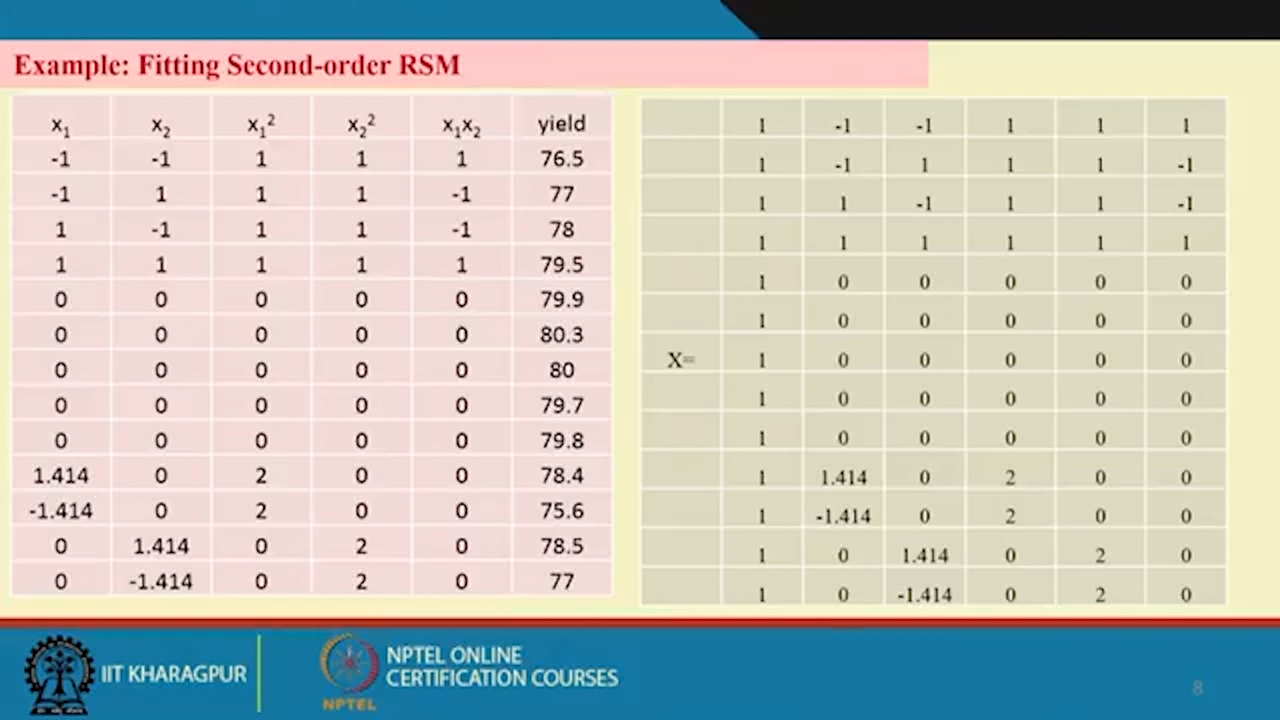 Example: Fitting Second-order RSM
x₁ x₂ x₁² x₂² x₁x₂ yield
-1 -1 1 1 1 76.5
-1 1 1 1 -1 77
1 -1 1 1 -1 78
1 1 1 1 1 79.5
0 0 0 0 0 79.9
0 0 0 0 0 80.3
0 0 0 0 0 80
0 0 0 0 0 79.7
0 0 0 0 0 79.8
1.414 0 2 0 0 78.4
-1.414 0 2 0 0 75.6
0 1.414 0 2 0 78.5
0 -1.414 0 2 0 77
1 -1 -1 1 1 1
1 -1 1 1 1 -1
1 1 -1 1 1 -1
1 1 1 1 1 1
1 0 0 0 0 0
1 0 0 0 0 0
X= 1 0 0 0 0 0
1 0 0 0 0 0
1 0 0 0 0 0
1 1.414 0 2 0 0
1 -1.414 0 2 0 0
1 0 1.414 0 2 0
1 0 -1.414 0 2 0
IIT KHARAGPUR
NPTEL
NPTEL ONLINE
CERTIFICATION COURSES
8